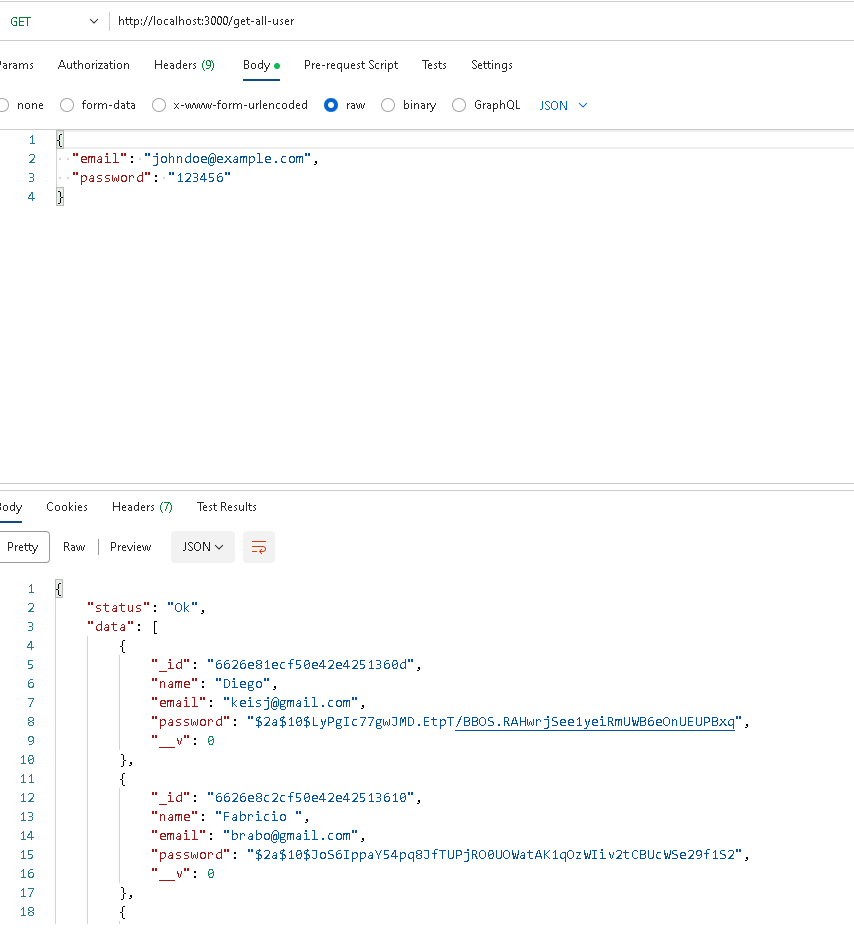 GET http://localhost:3000/get-all-user
Params Authorization Headers (9) Body Pre-request Script Tests Settings
none form-data x-www-form-urlencoded raw binary GraphQL JSON
1 {
2 "email": "johndoe@example.com",
3 "password": "123456"
4 }
Body Cookies Headers (7) Test Results
Pretty Raw Preview JSON
1 {
2 "status": "Ok",
3 "data": [
4 {
5 "_id": "6626e81ecf50e42e4251360d",
6 "name": "Diego",
7 "email": "keisj@gmail.com",
8 "password": "$2a$10$LyPgIc77gwJMD.EtpT/BBOS.RAHwrjSee1yeiRmUWB6eOnUEUPBxq",
9 "__v": 0
10 },
11 {
12 "_id": "6626e8c2cf50e42e42513610",
13 "name": "Fabricio ",
14 "email": "brabo@gmail.com",
15 "password": "$2a$10$JoS6IppaY54pq8JfTUPjRO0UOWatAK1qOzWIiv2tCBUcWSe29f1S2",
16 "__v": 0
17 },
18 {